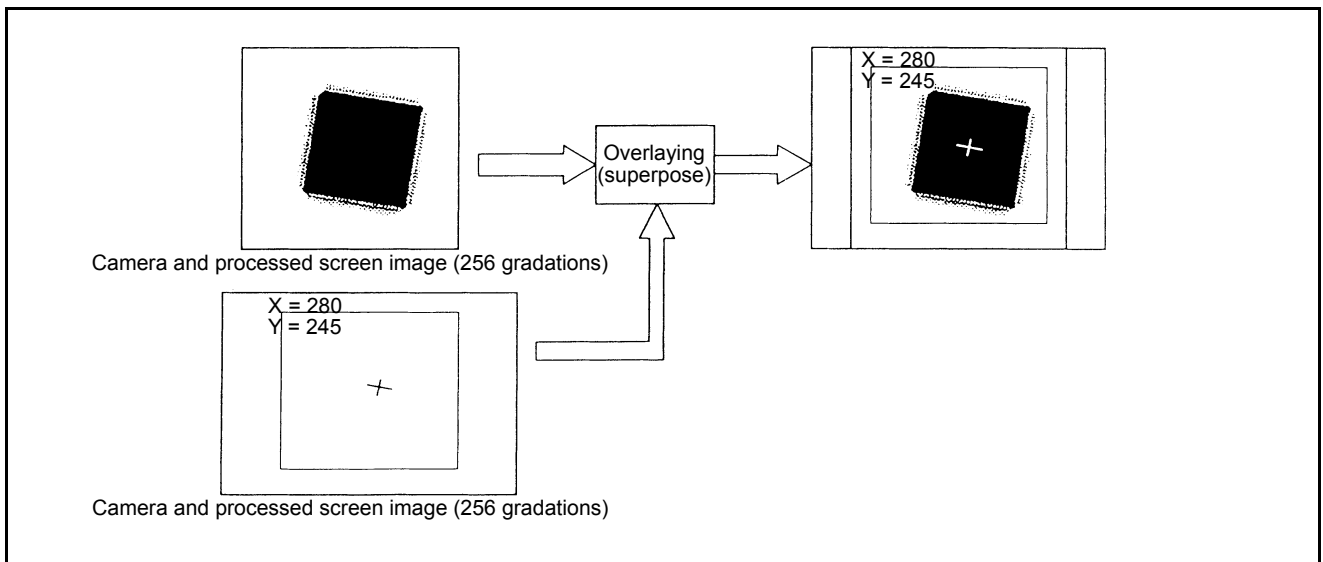 X = 280
Y = 245
Overlaying
(superpose)
X = 280
Y = 245
Camera and processed screen image (256 gradations)
X = 280
Y = 245
Camera and processed screen image (256 gradations)